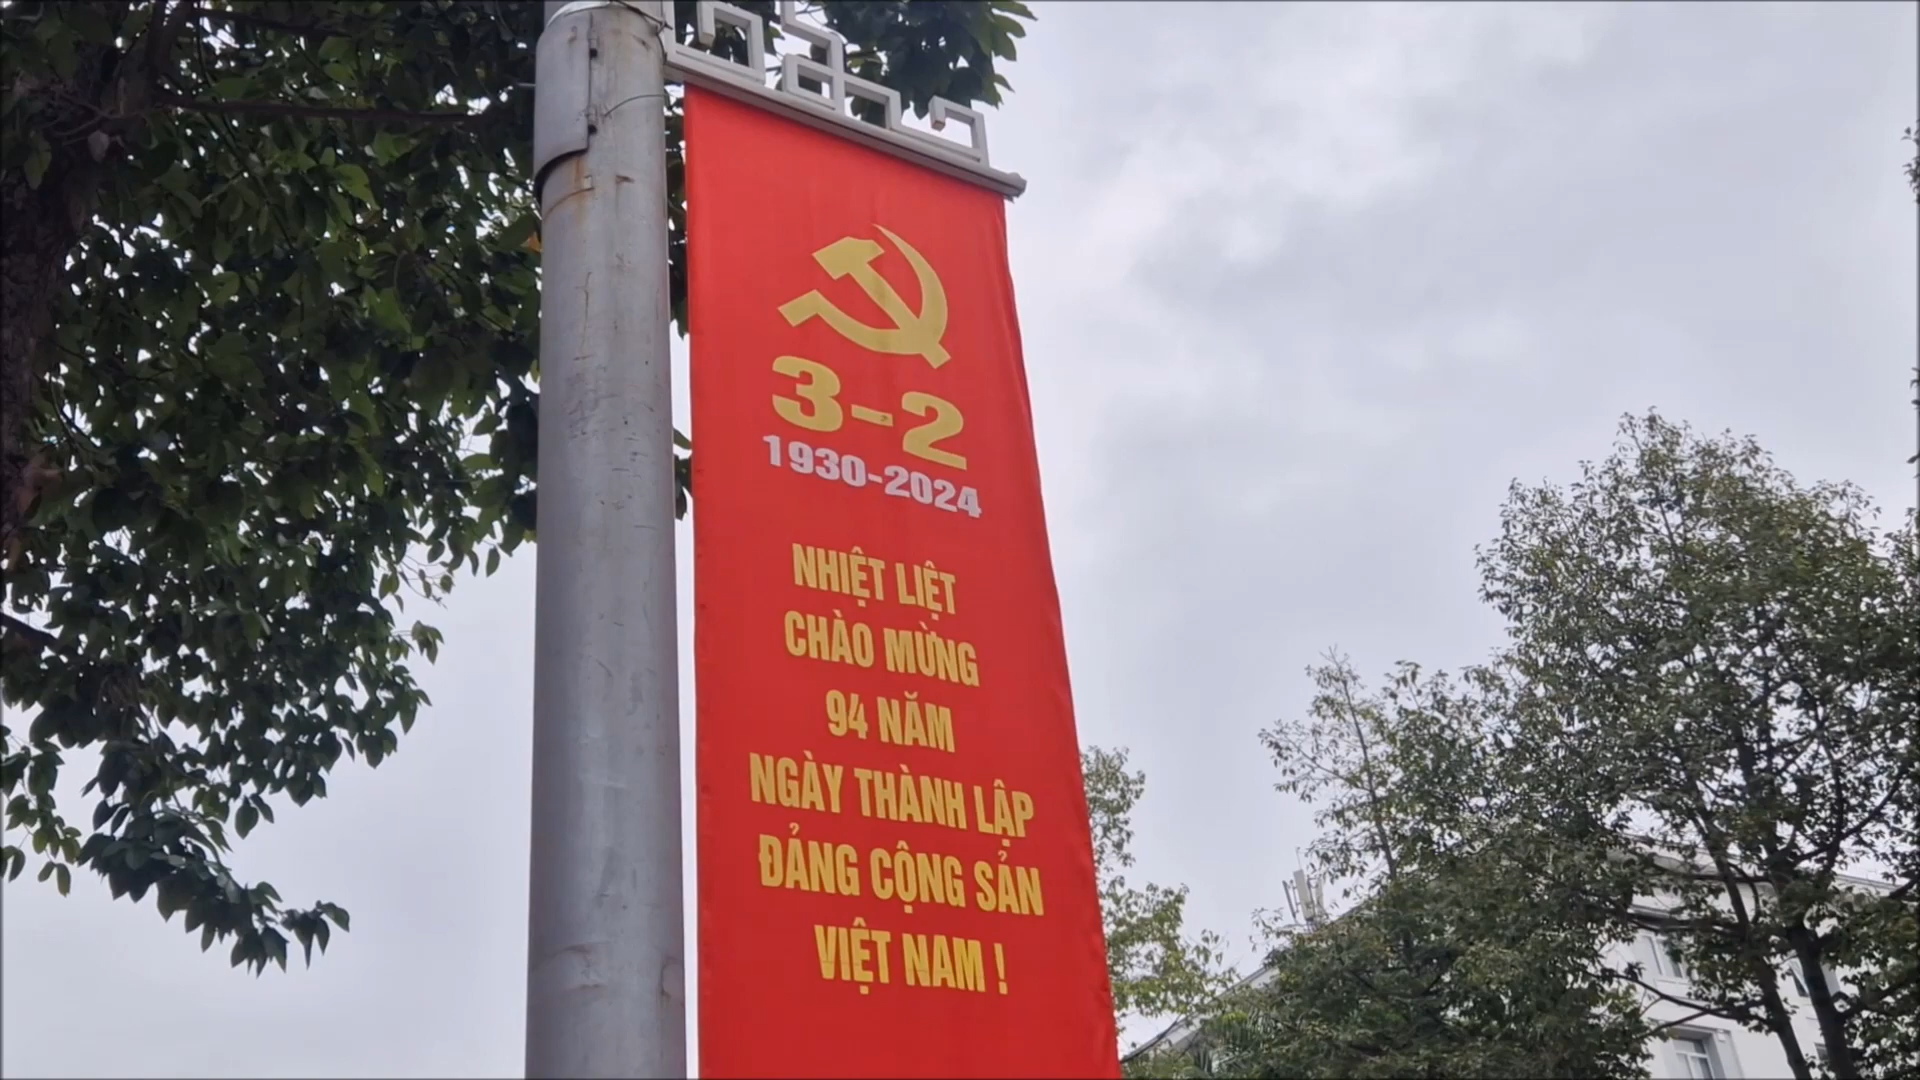 3-2
1930-2024
NHIỆT LIỆT
CHÀO MỪNG
94 NĂM
NGÀY THÀNH LẬP
ĐẢNG CỘNG SẢN
VIỆT NAM !